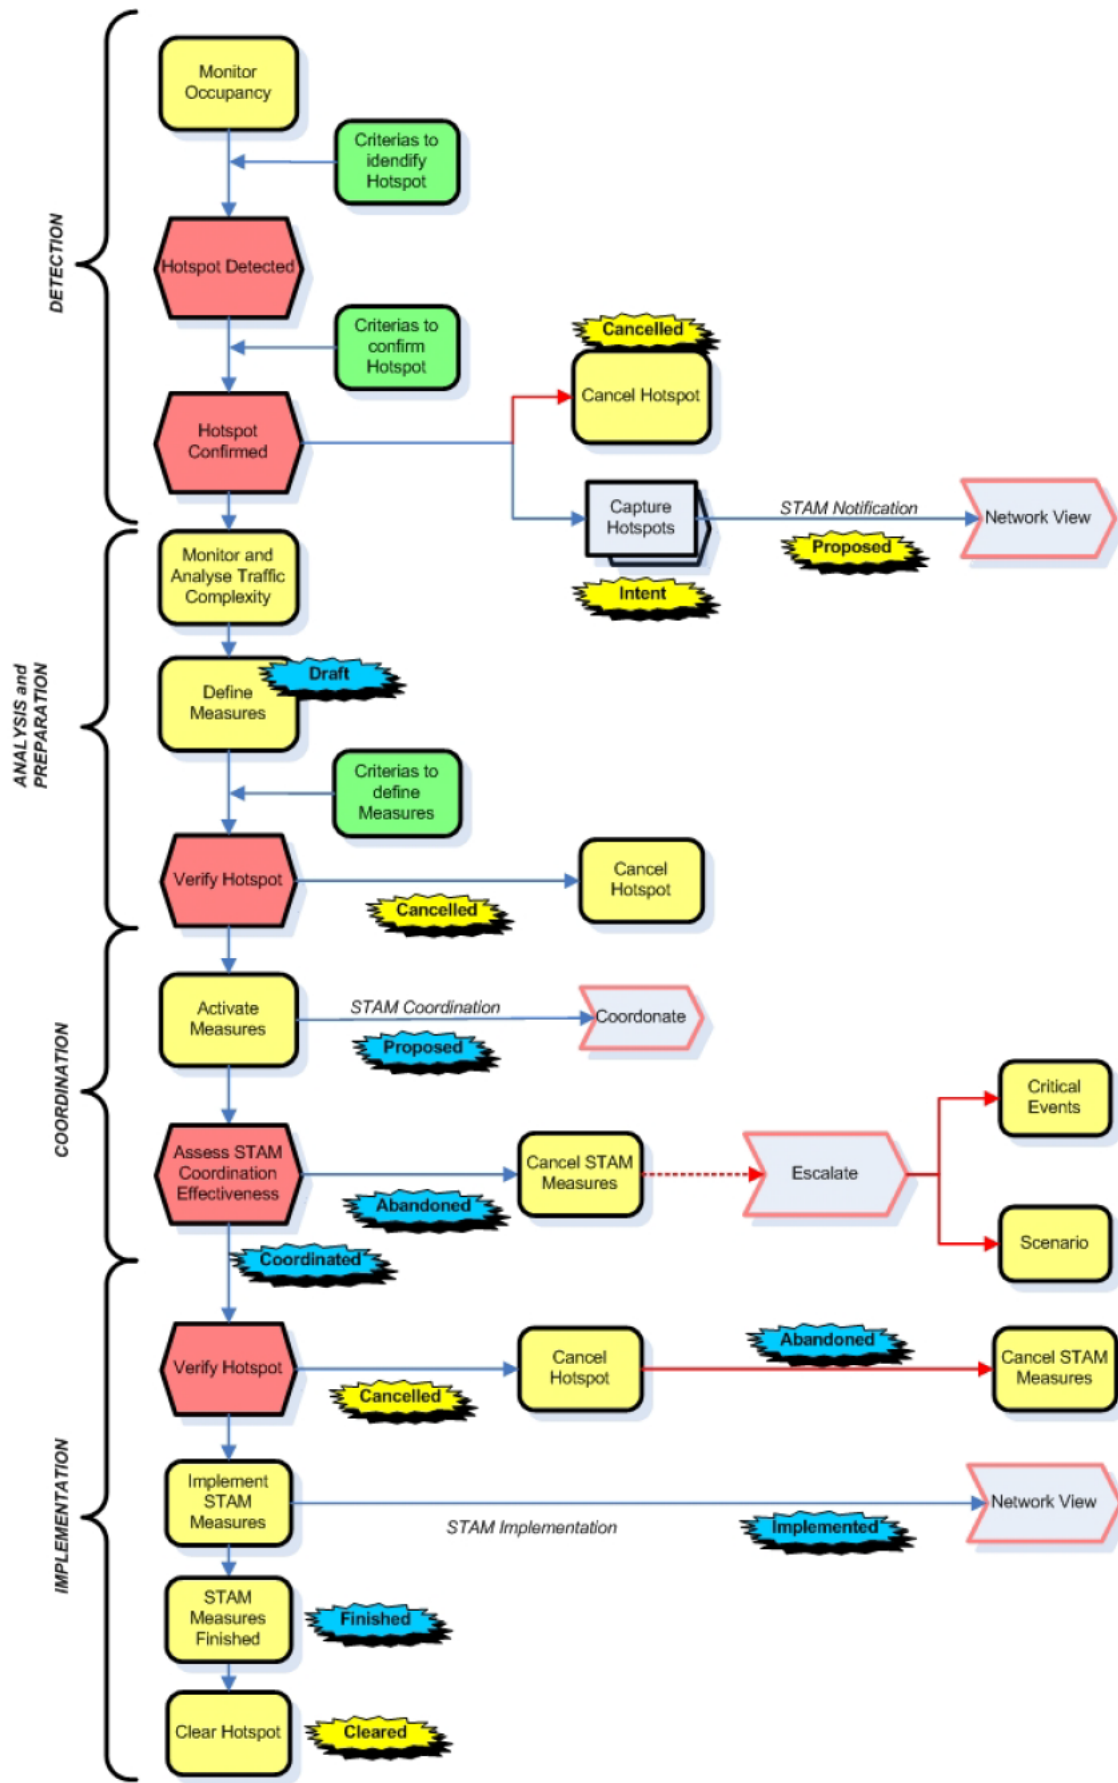 Monitor
Occupancy
Criterias to
idendify
Hotspot
DETECTION
Hotspot Detected
Criterias to
confirm
Hotspot
Cancelled
Cancel Hotspot
Hotspot
Confirmed
Capture
Hotspots
STAM Notification
Network View
Proposed
Intent
Monitor and
Analyse Traffic
Complexity
ANALYSIS and
PREPARATION
Draft
Define
Measures
Criterias to
define
Measures
Verify Hotspot
Cancel
Hotspot
Cancelled
COORDINATION
Activate
Measures
STAM Coordination
Coordonate
Proposed
Critical
Events
Assess STAM
Coordination
Effectiveness
Cancel STAM
Measures
Escalate
Abandoned
Scenario
Coordinated
IMPLEMENTATION
Verify Hotspot
Cancel
Hotspot
Abandoned
Cancel STAM
Measures
Cancelled
Implement
STAM
Measures
Network View
STAM Implementation
Implemented
STAM
Measures
Finished
Finished
Clear Hotspot
Cleared